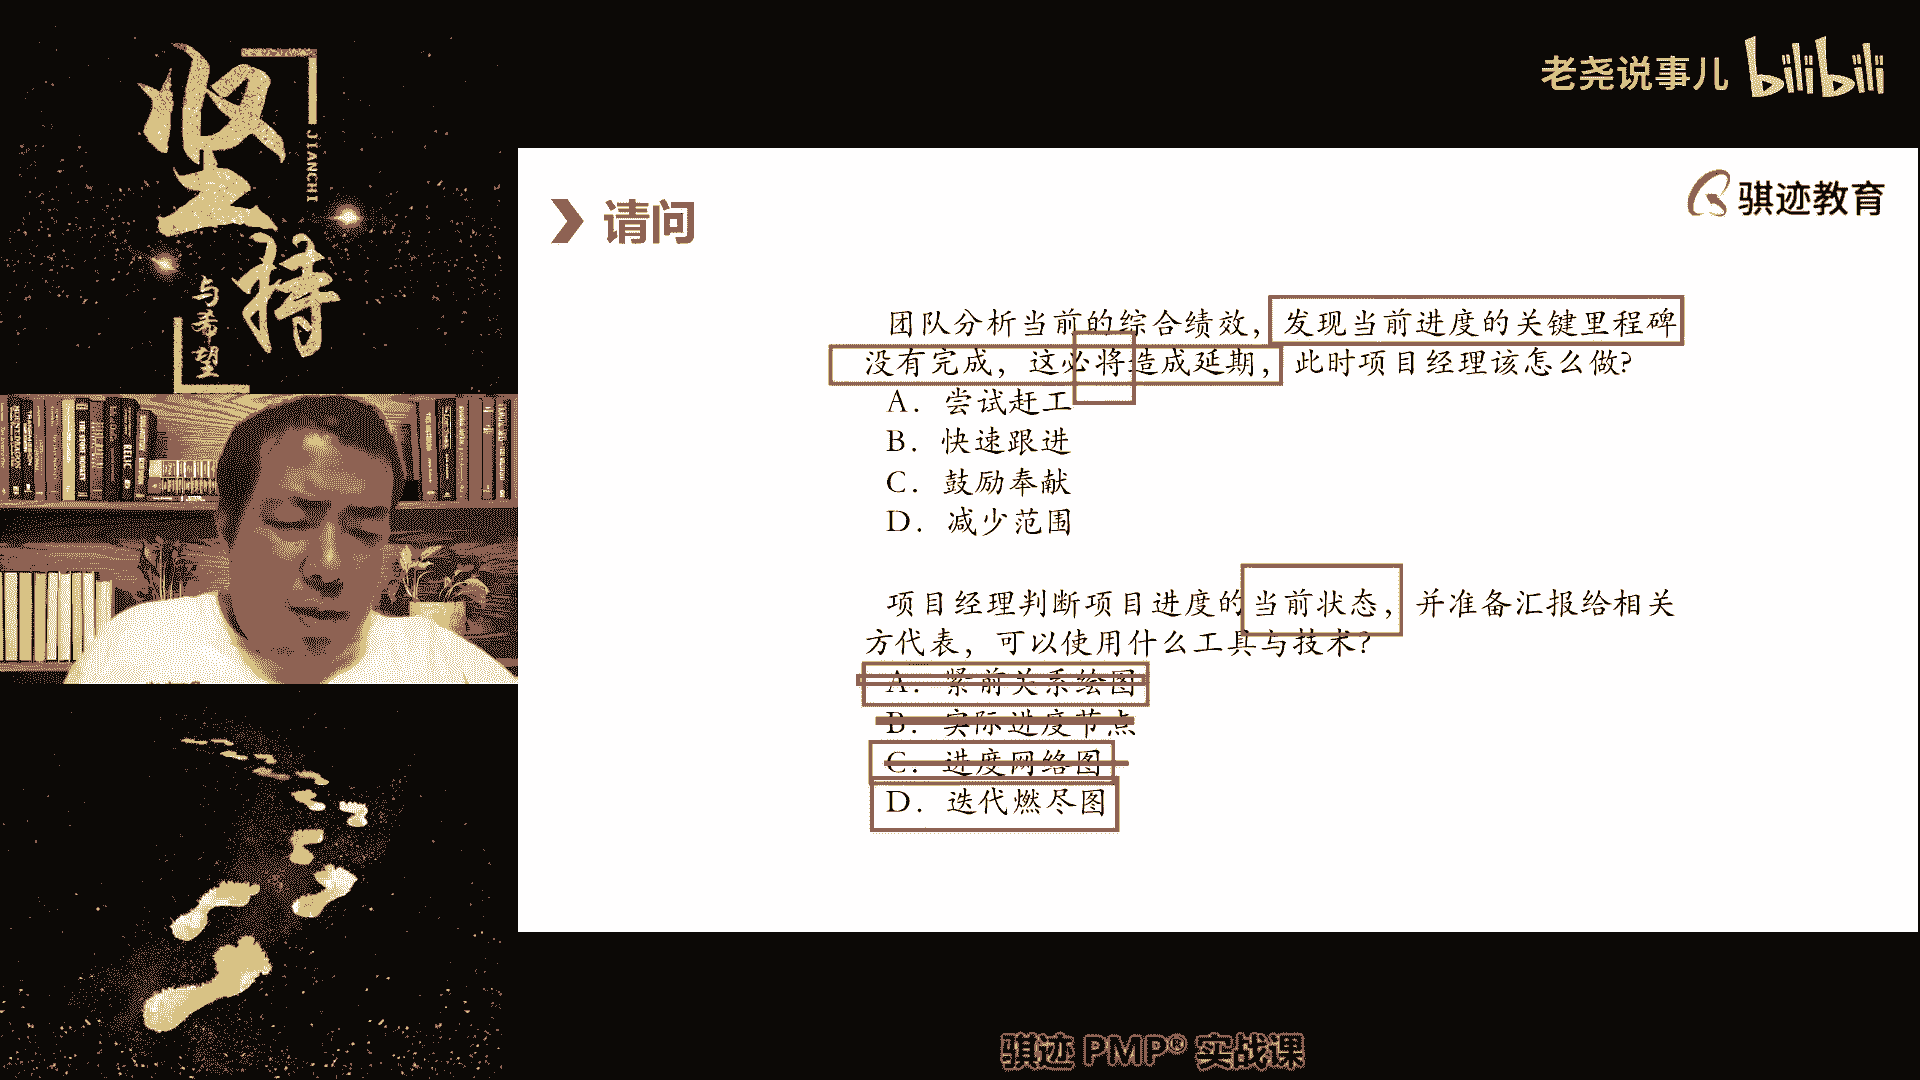 坚持
JIANCHI
与希望
老尧说事儿 bilibili
骐迹教育
请问
团队分析当前的综合绩效，发现当前进度的关键里程碑
没有完成，这必将造成延期，此时项目经理该怎么做?
A. 尝试赶工
B. 快速跟进
C. 鼓励奉献
D. 减少范围
项目经理判断项目进度的当前状态，并准备汇报给相关
方代表，可以使用什么工具与技术?
A. 紧前关系绘图
B. 实际进度节点
C. 进度网络图
D. 迭代燃尽图
骐迹 PMP® 实战课